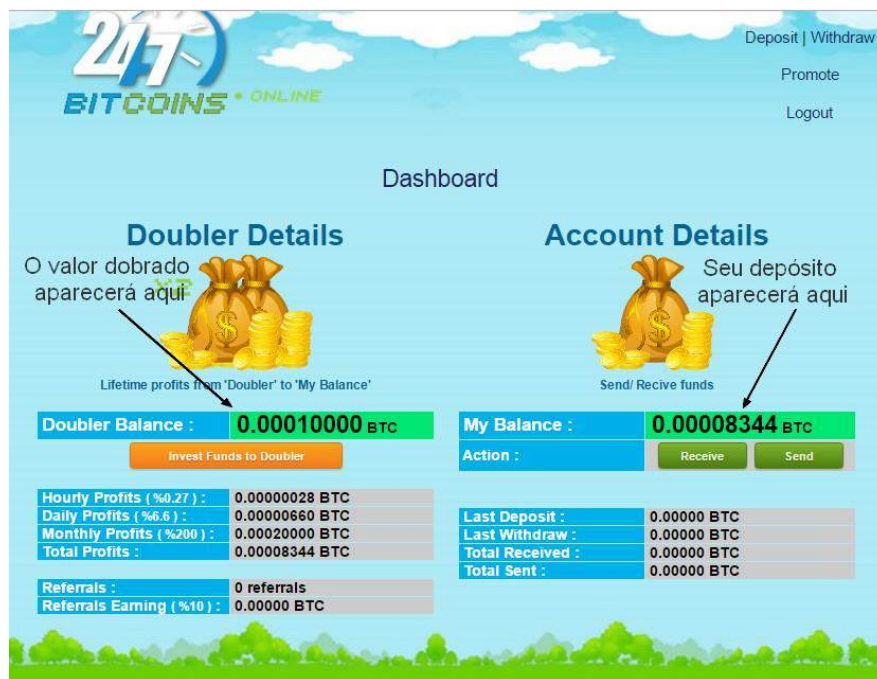 24/7
BITCOINS • ONLINE
Deposit | Withdraw
Promote
Logout
Dashboard
Doubler Details
O valor dobrado
aparecerá aqui
X2
Lifetime profits from 'Doubler' to 'My Balance'
Doubler Balance : 0.00010000 BTC
Invest Funds to Doubler
Hourly Profits ( %0.27 ) : 0.00000028 BTC
Daily Profits ( %6.6 ) : 0.00000660 BTC
Monthly Profits ( %200 ) : 0.00020000 BTC
Total Profits : 0.00008344 BTC
Referrals : 0 referrals
Referrals Earning ( %10 ) : 0.00000 BTC
Account Details
Seu depósito
aparecerá aqui
Send/ Recive funds
My Balance : 0.00008344 BTC
Action : Receive Send
Last Deposit : 0.00000 BTC
Last Withdraw : 0.00000 BTC
Total Received : 0.00000 BTC
Total Sent : 0.00000 BTC